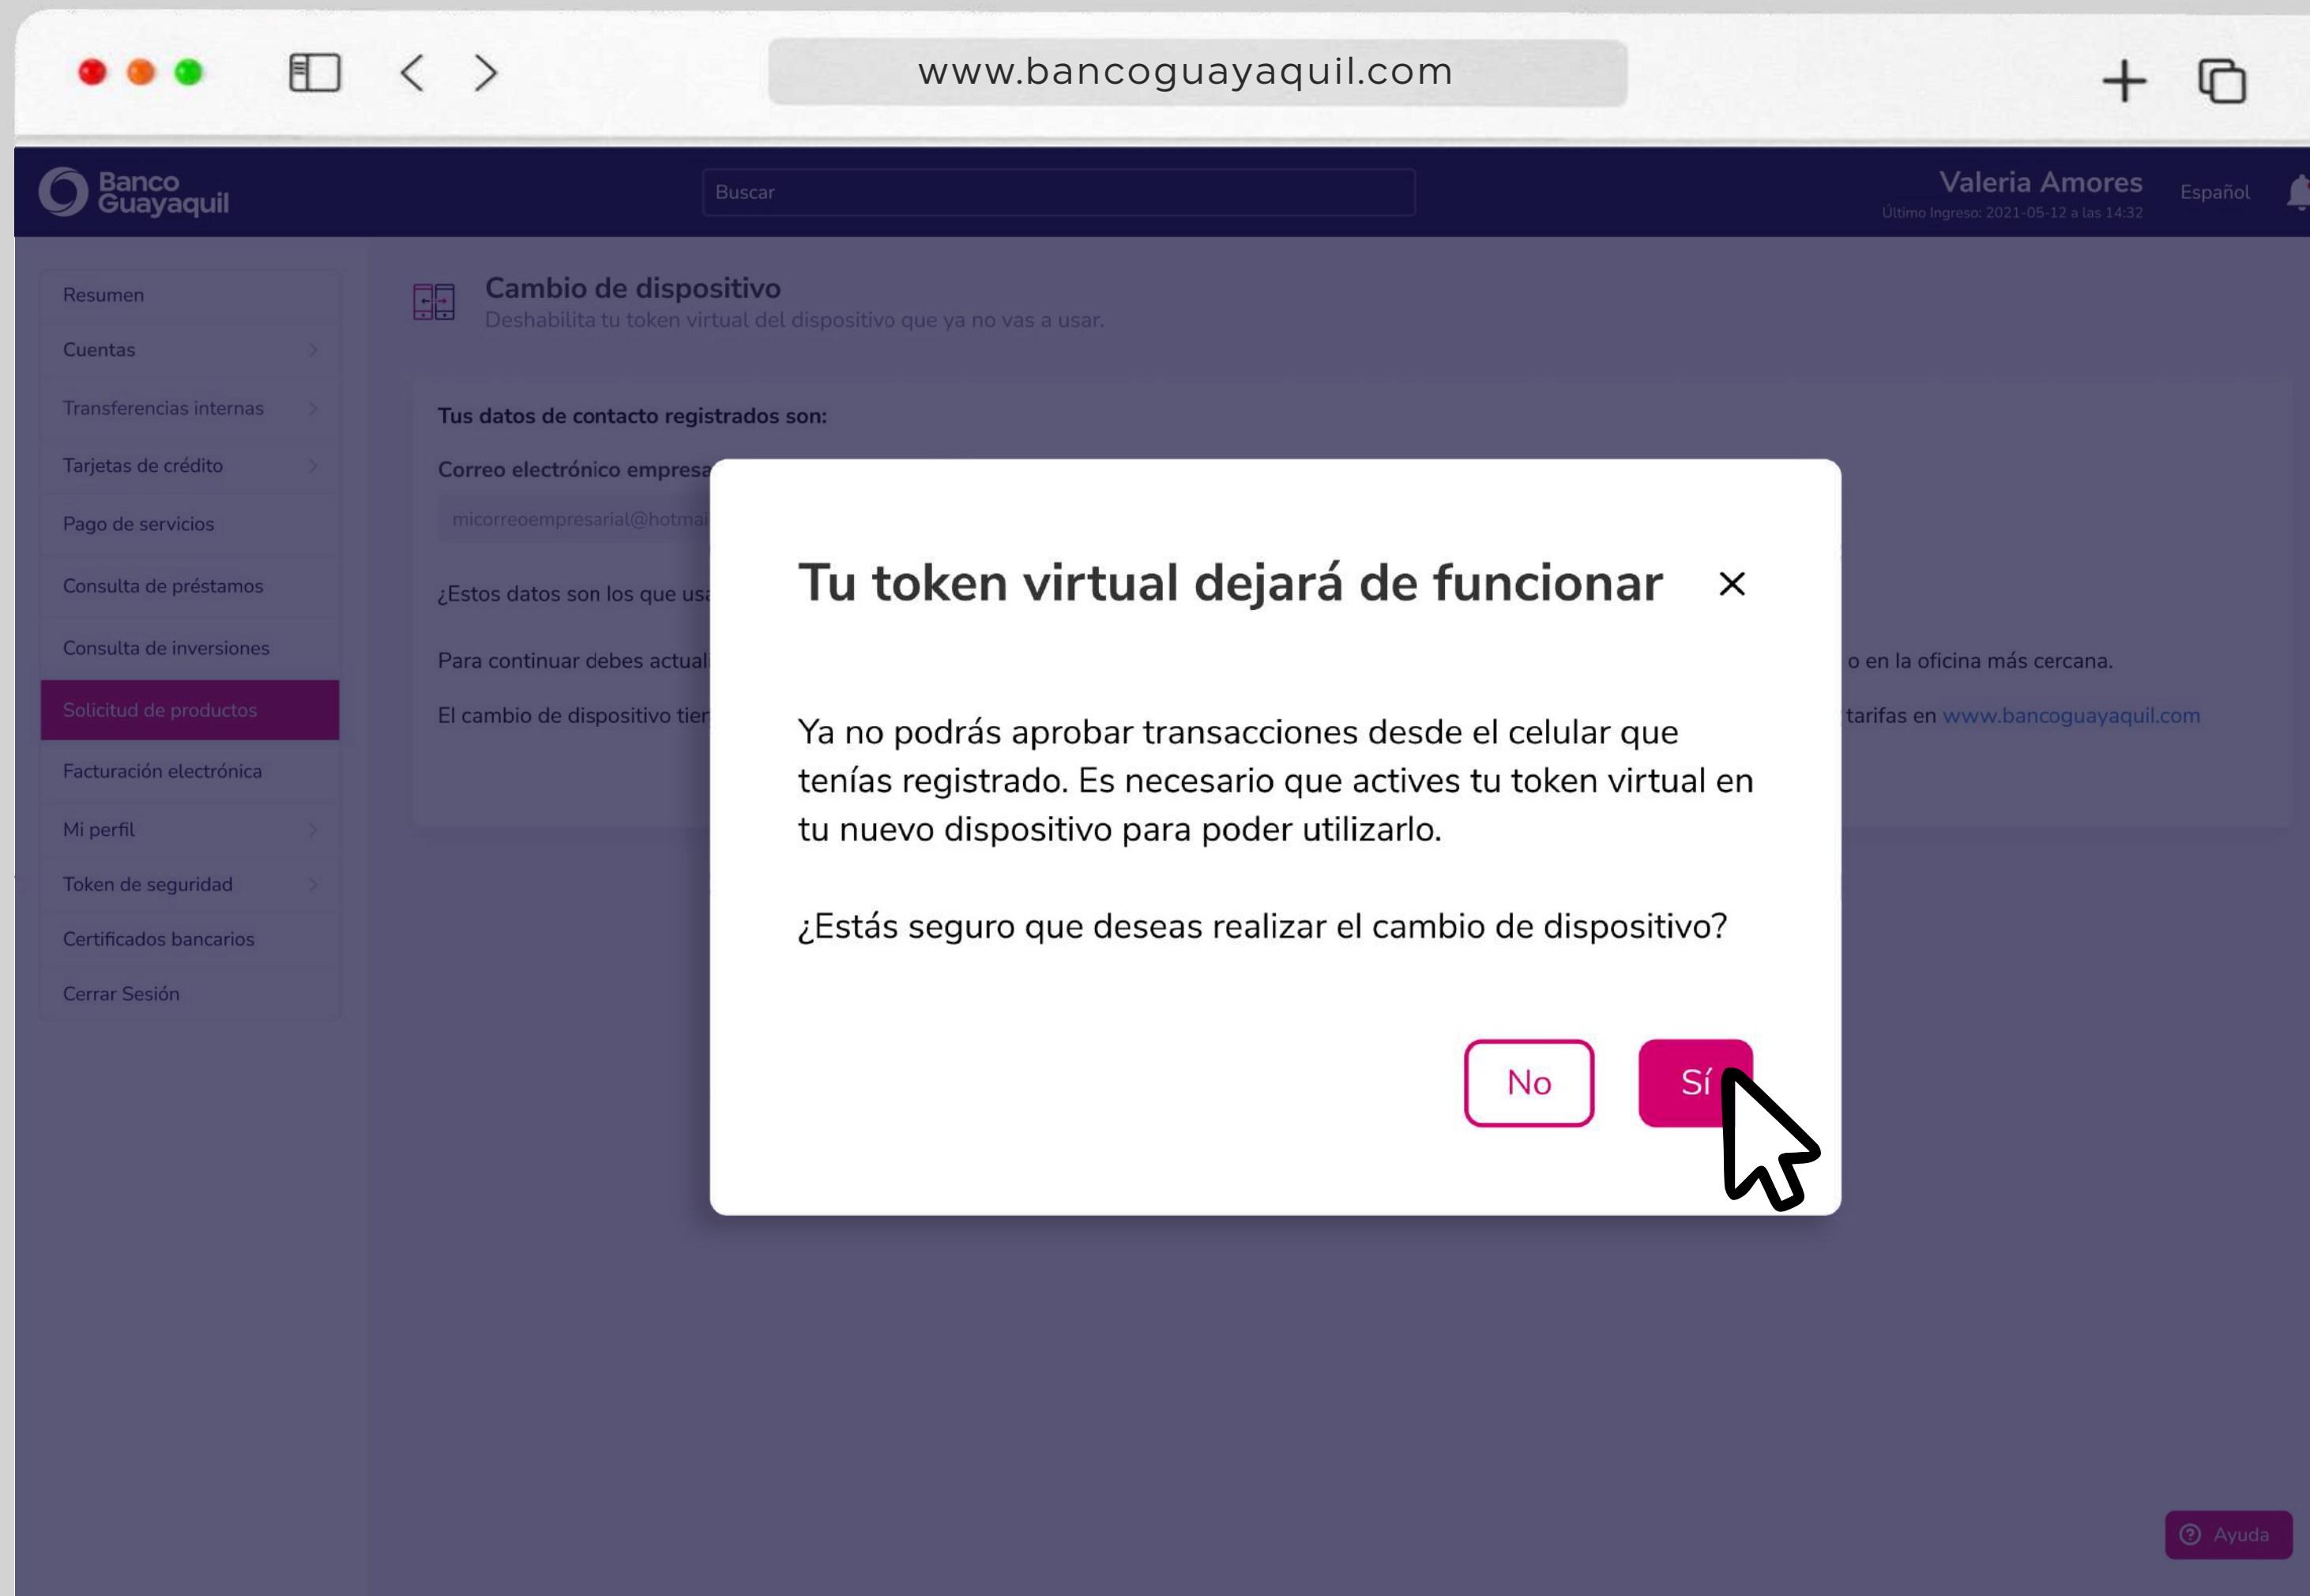 www.bancoguayaquil.com
Banco
Guayaquil
Buscar
Valeria Amores
Último Ingreso: 2021-05-12 a las 14:32
Español
Resumen
Cuentas
Transferencias internas
Tarjetas de crédito
Pago de servicios
Consulta de préstamos
Consulta de inversiones
Solicitud de productos
Facturación electrónica
Mi perfil
Token de seguridad
Certificados bancarios
Cerrar Sesión
Cambio de dispositivo
Deshabilita tu token virtual del dispositivo que ya no vas a usar.
Tus datos de contacto registrados son:
Correo electrónico empresa
micorreoempresarial@hotmai
¿Estos datos son los que usa
Para continuar debes actual
o en la oficina más cercana.
El cambio de dispositivo tien
tarifas en www.bancoguayaquil.com
Tu token virtual dejará de funcionar
Ya no podrás aprobar transacciones desde el celular que
tenías registrado. Es necesario que actives tu token virtual en
tu nuevo dispositivo para poder utilizarlo.
¿Estás seguro que deseas realizar el cambio de dispositivo?
No
Sí
Ayuda